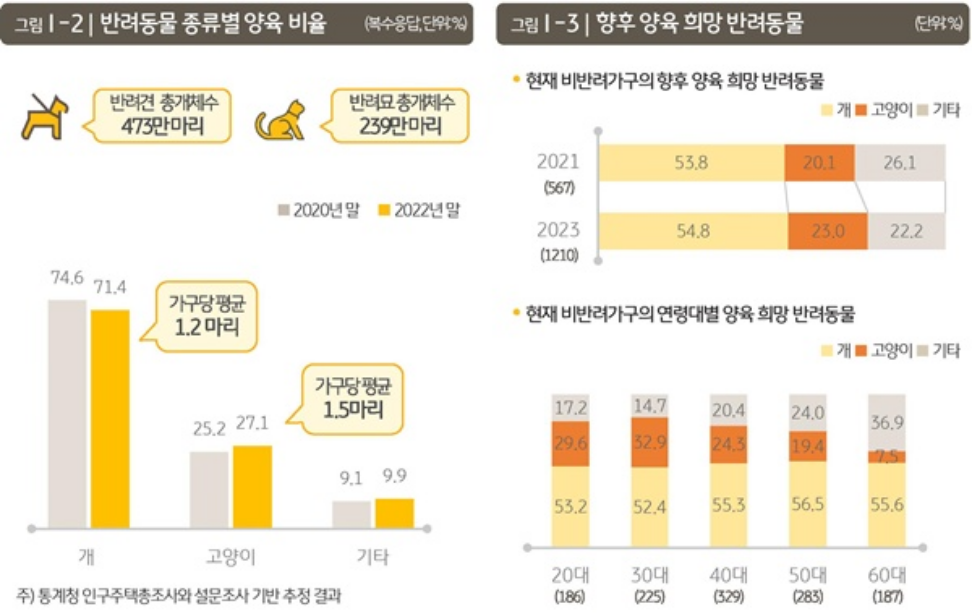 그림 Ⅰ-2 | 반려동물 종류별 양육 비율 (복수응답, 단위: %)
반려견 총개체수
473만마리
반려묘 총개체수
239만마리
2020년 말 2022년 말
74.6 71.4
가구당 평균
1.2 마리
25.2 27.1
가구당 평균
1.5마리
9.1 9.9
개 고양이 기타
주) 통계청 인구주택총조사와 설문조사 기반 추정 결과
그림 Ⅰ-3 | 향후 양육 희망 반려동물 (단위: %)
• 현재 비반려가구의 향후 양육 희망 반려동물
개 고양이 기타
2021 53.8 20.1 26.1
(567)
2023 54.8 23.0 22.2
(1210)
• 현재 비반려가구의 연령대별 양육 희망 반려동물
개 고양이 기타
17.2 14.7 20.4 24.0 36.9
29.6 32.9 24.3 19.4 7.5
53.2 52.4 55.3 56.5 55.6
20대 30대 40대 50대 60대
(186) (225) (329) (283) (187)